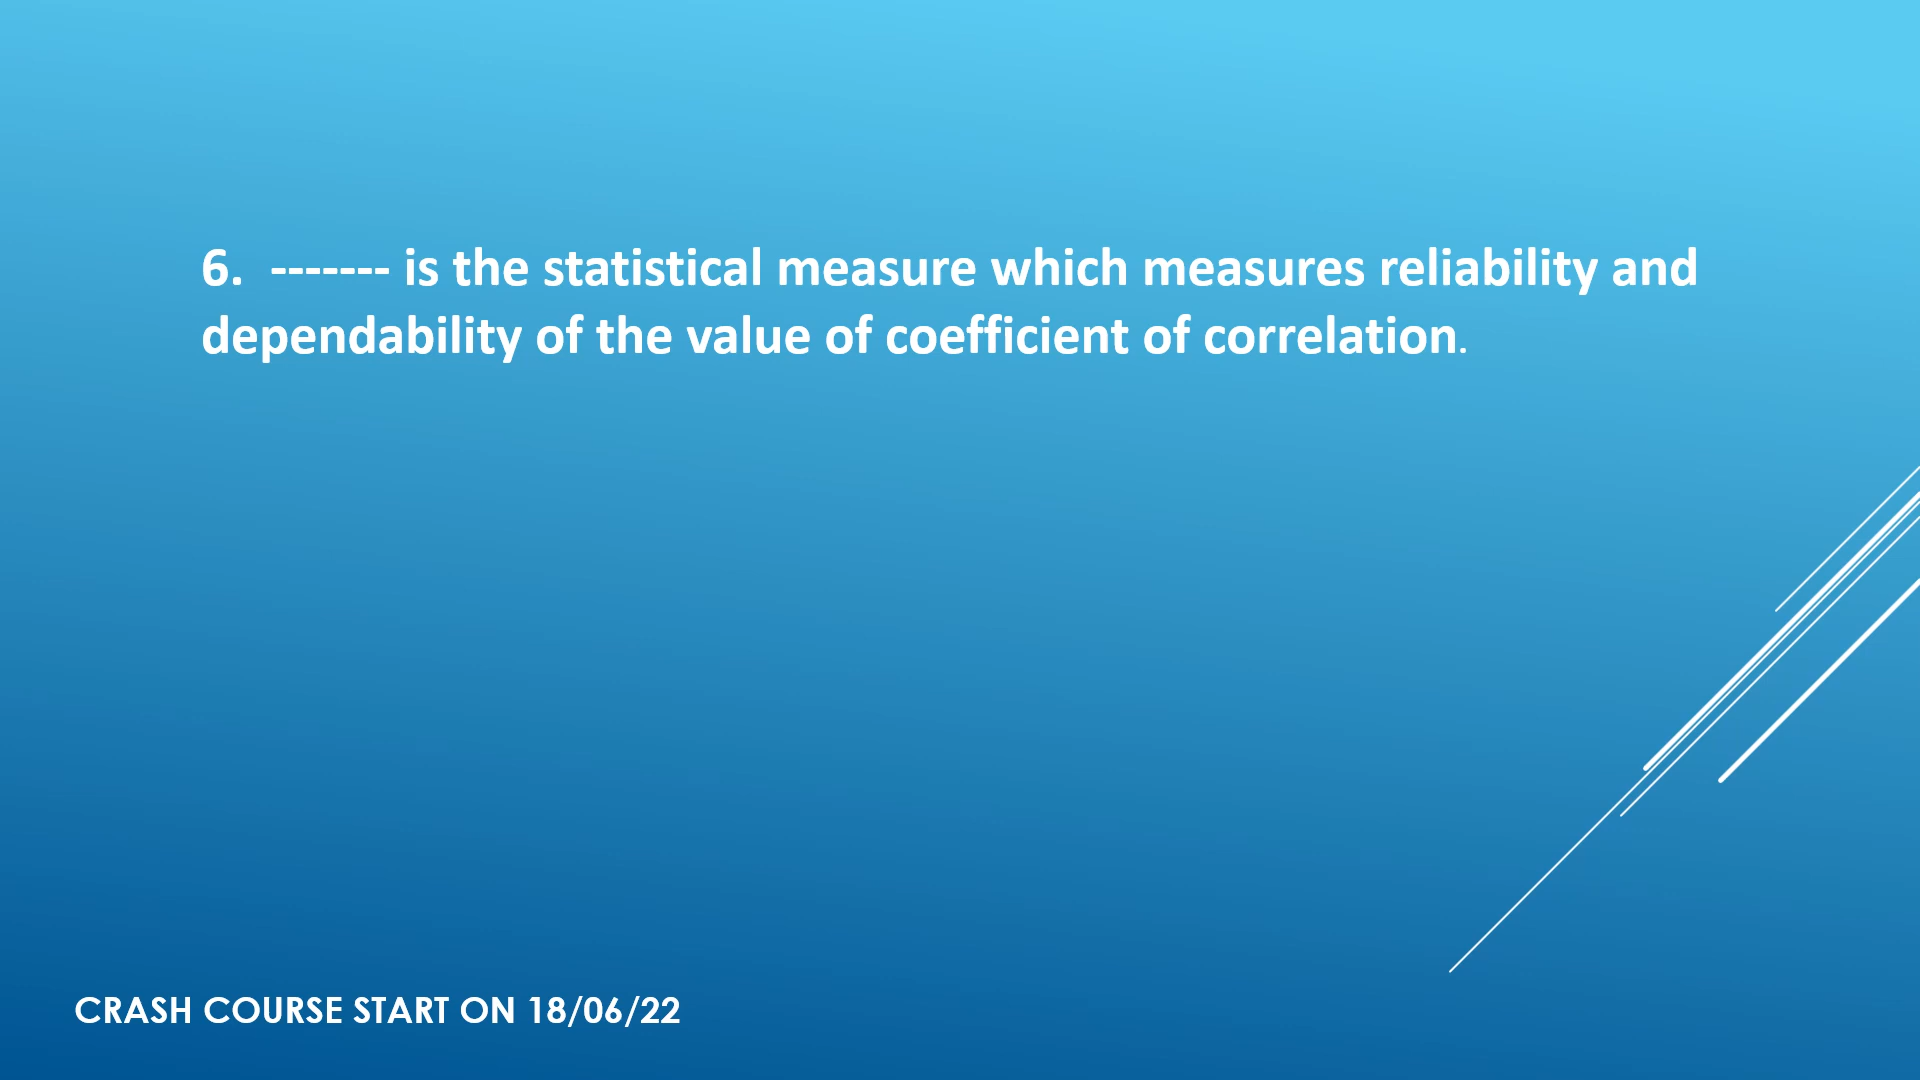 6.  ------- is the statistical measure which measures reliability and
dependability of the value of coefficient of correlation.
CRASH COURSE START ON 18/06/22